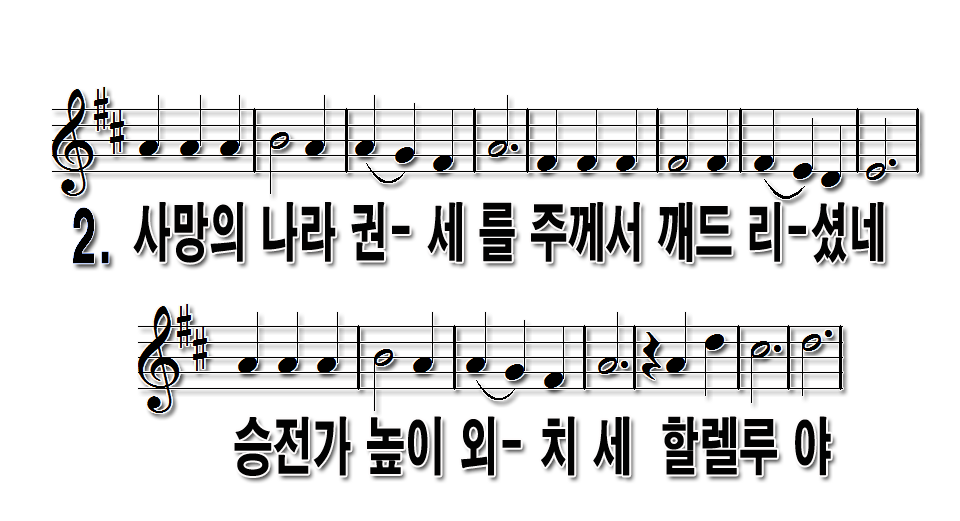 2. 사망의 나라 권- 세 를 주께서 깨드 리-셨네
승전가 높이 외- 치 세 할렐루 야